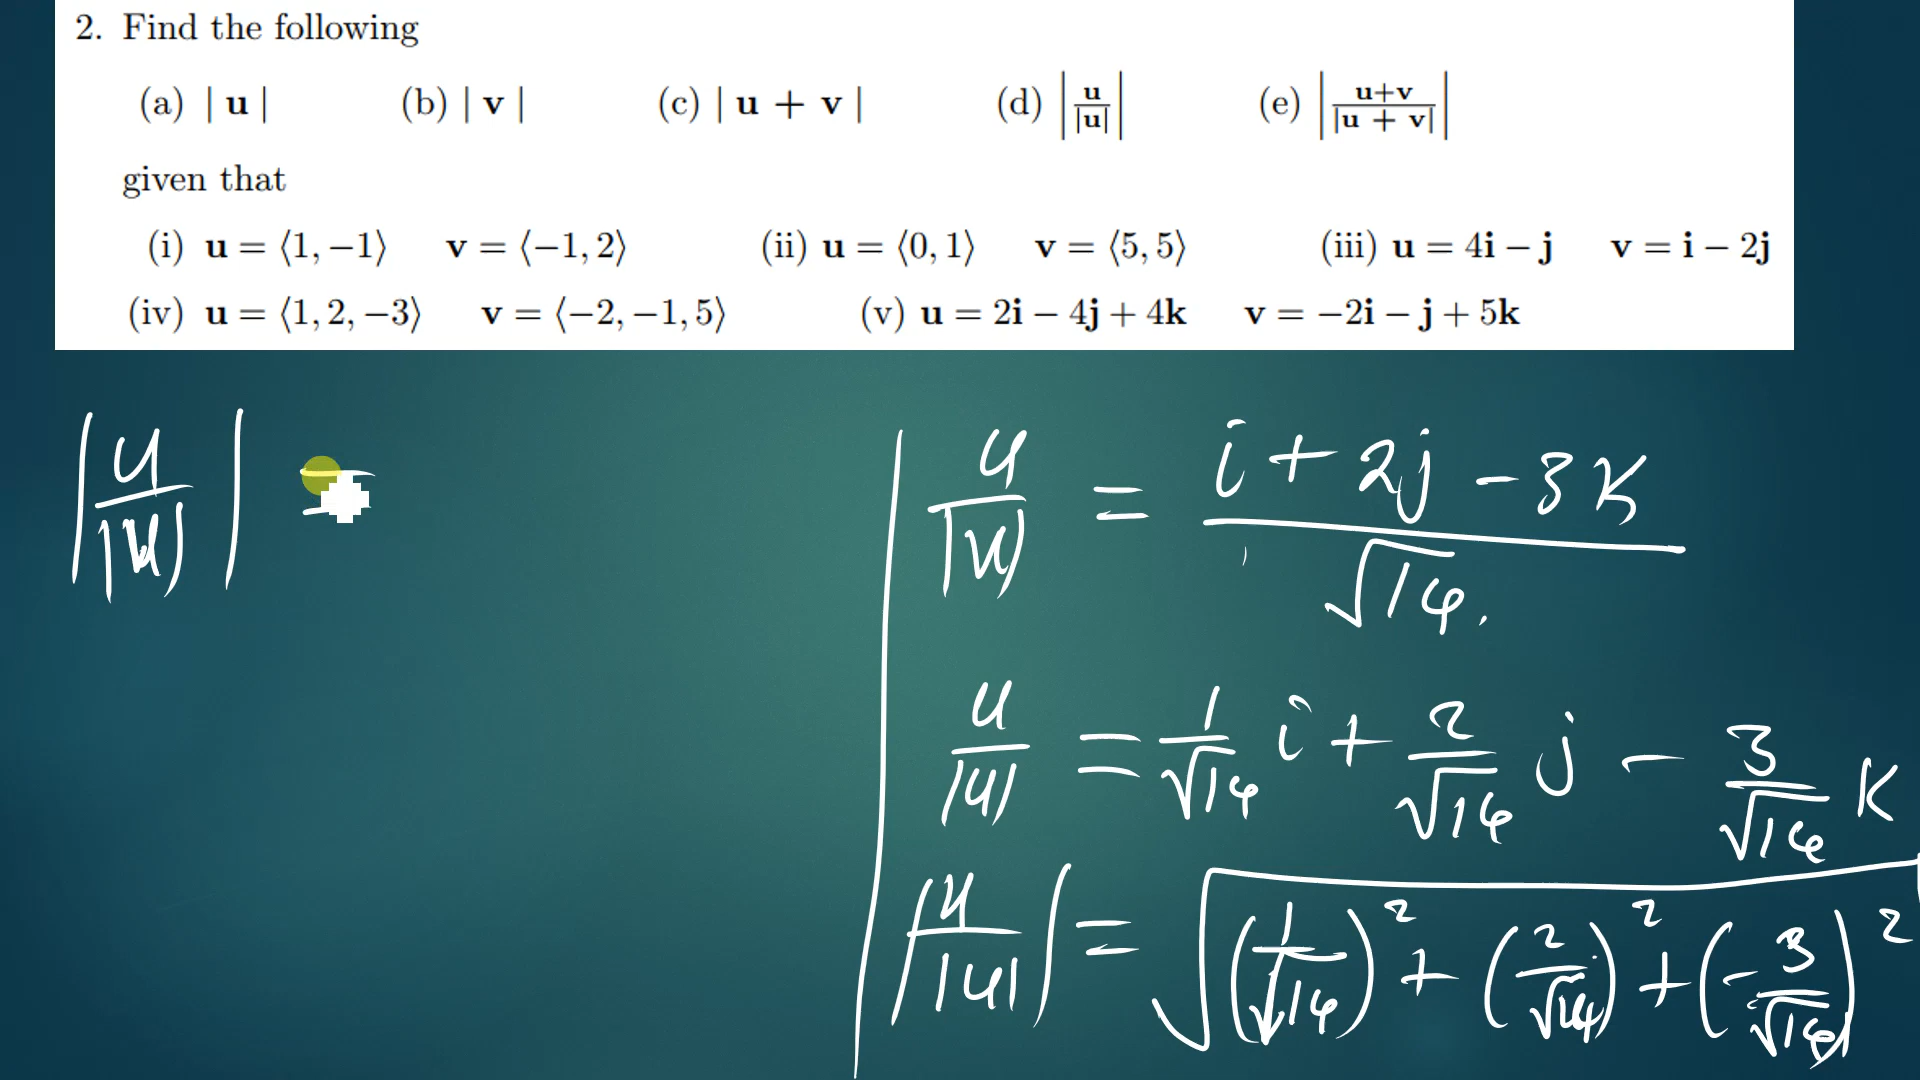 2. Find the following
(a) | u | (b) | v | (c) | u + v | (d) |u/|u|| (e) |u+v/|u + v||
given that
(i) u = ⟨1, −1⟩ v = ⟨−1, 2⟩ (ii) u = ⟨0, 1⟩ v = ⟨5, 5⟩ (iii) u = 4i − j v = i − 2j
(iv) u = ⟨1, 2, −3⟩ v = ⟨−2, −1, 5⟩ (v) u = 2i − 4j + 4k v = −2i − j + 5k
|u/|u|| =
u/|u| = i + 2j − 3k/√14.
u/|u| = 1/√14 i + 2/√14 j − 3/√14 k
|u/|u|| = √(1/√14)² + (2/√14)² + (−3/√14)²